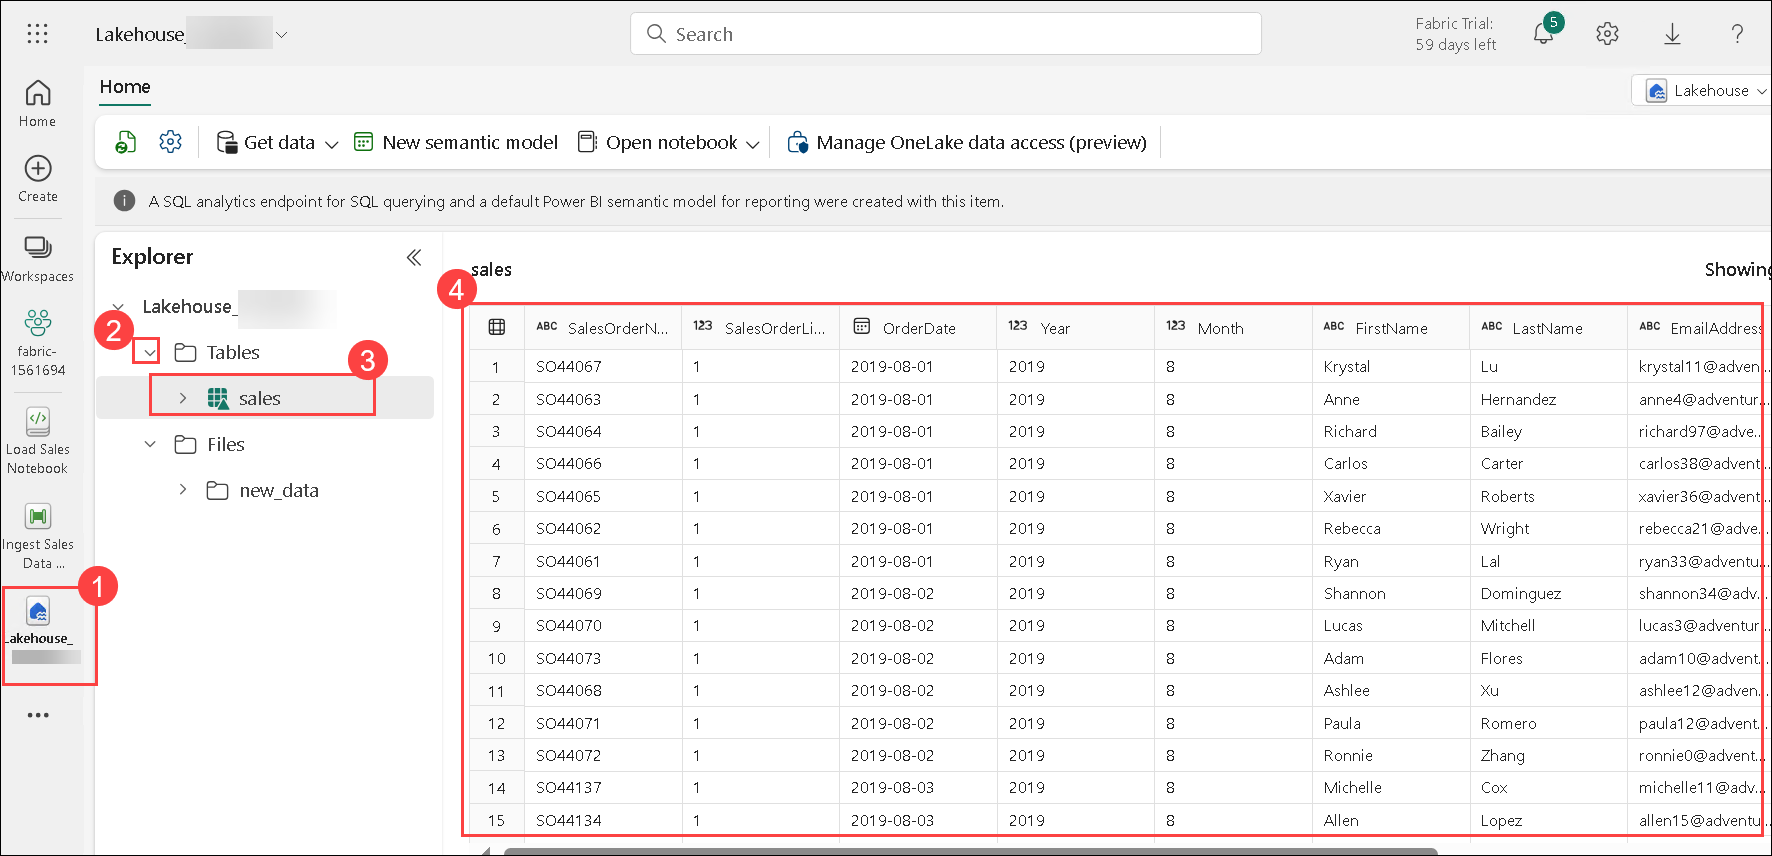 Lakehouse_
Search
Fabric Trial:
59 days left
5
?
Home
Lakehouse
Get data
New semantic model
Open notebook
Manage OneLake data access (preview)
A SQL analytics endpoint for SQL querying and a default Power BI semantic model for reporting were created with this item.
Home
Create
Workspaces
fabric-
1561694
Load Sales
Notebook
Ingest Sales
Data ...
1
Lakehouse_
Explorer
Lakehouse_
2
Tables
3
sales
Files
new_data
sales
Showing
4
ABC SalesOrderN... 123 SalesOrderLi... OrderDate 123 Year 123 Month ABC FirstName ABC LastName ABC EmailAddress
1 SO44067 1 2019-08-01 2019 8 Krystal Lu krystal11@adven...
2 SO44063 1 2019-08-01 2019 8 Anne Hernandez anne4@adventur...
3 SO44064 1 2019-08-01 2019 8 Richard Bailey richard97@adve...
4 SO44066 1 2019-08-01 2019 8 Carlos Carter carlos38@advent...
5 SO44065 1 2019-08-01 2019 8 Xavier Roberts xavier36@advent...
6 SO44062 1 2019-08-01 2019 8 Rebecca Wright rebecca21@adve...
7 SO44061 1 2019-08-01 2019 8 Ryan Lal ryan33@adventu...
8 SO44069 1 2019-08-02 2019 8 Shannon Dominguez shannon34@adv...
9 SO44070 1 2019-08-02 2019 8 Lucas Mitchell lucas3@adventur...
10 SO44073 1 2019-08-02 2019 8 Adam Flores adam10@advent...
11 SO44068 1 2019-08-02 2019 8 Ashlee Xu ashlee12@adven...
12 SO44071 1 2019-08-02 2019 8 Paula Romero paula12@advent...
13 SO44072 1 2019-08-02 2019 8 Ronnie Zhang ronnie0@advent...
14 SO44137 1 2019-08-03 2019 8 Michelle Cox michelle11@adv...
15 SO44134 1 2019-08-03 2019 8 Allen Lopez allen15@adventu...